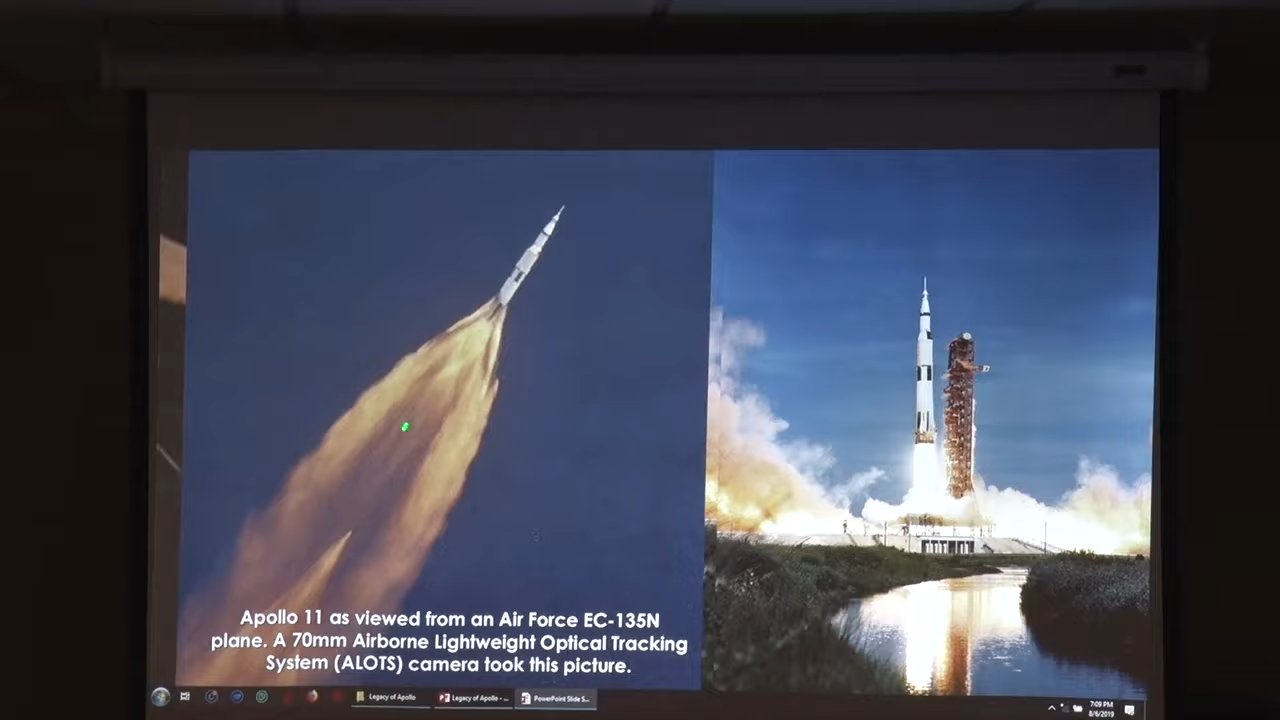 Apollo 11 as viewed from an Air Force EC-135N
plane. A 70mm Airborne Lightweight Optical Tracking
System (ALOTS) camera took this picture.
Legacy of Apollo
Legacy of Apollo - ...
PowerPoint Slide S...
7:09 PM
8/6/2019